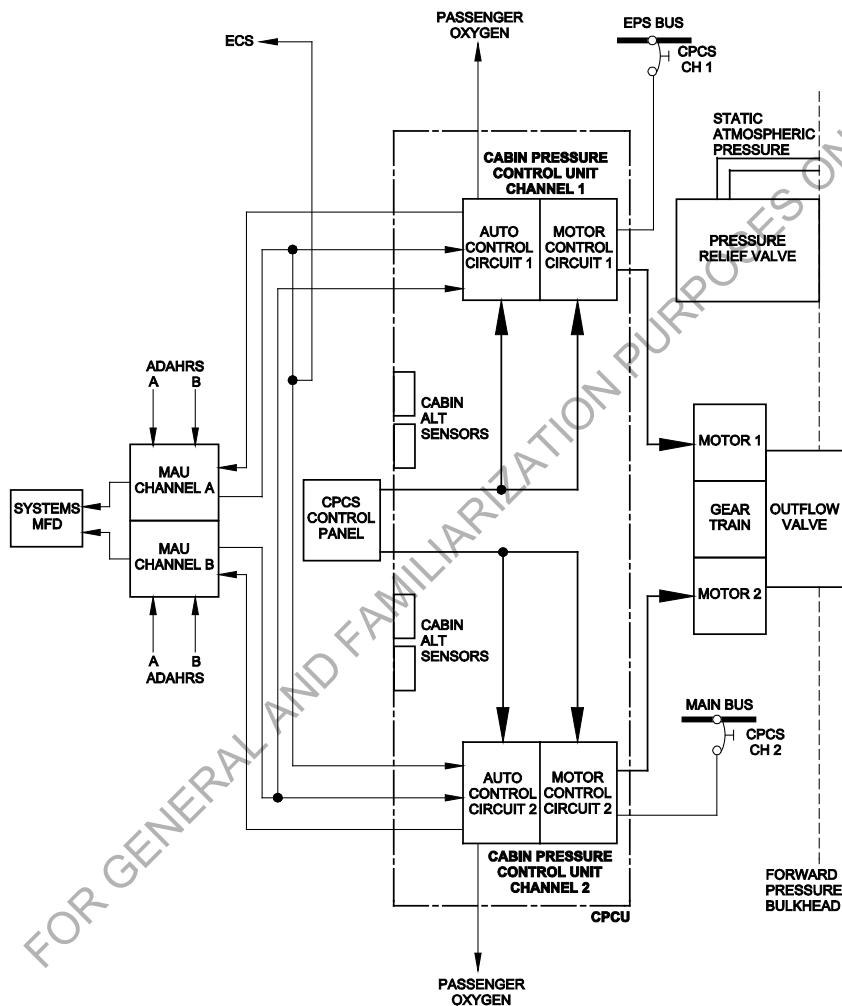 PASSENGER
OXYGEN
ECS
EPS BUS
CPCS
CH 1
STATIC
ATMOSPHERIC
PRESSURE
CABIN PRESSURE
CONTROL UNIT
CHANNEL 1
AUTO
CONTROL
CIRCUIT 1
MOTOR
CONTROL
CIRCUIT 1
PRESSURE
RELIEF VALVE
ADAHRS
A B
CABIN
ALT
SENSORS
MAU
CHANNEL A
SYSTEMS
MFD
MAU
CHANNEL B
CPCS
CONTROL
PANEL
MOTOR 1
GEAR
TRAIN
OUTFLOW
VALVE
MOTOR 2
A B
ADAHRS
CABIN
ALT
SENSORS
MAIN BUS
CPCS
CH 2
AUTO
CONTROL
CIRCUIT 2
MOTOR
CONTROL
CIRCUIT 2
CABIN PRESSURE
CONTROL UNIT
CHANNEL 2
CPCU
FORWARD
PRESSURE
BULKHEAD
PASSENGER
OXYGEN
FOR GENERAL AND FAMILIARIZATION PURPOSES ON